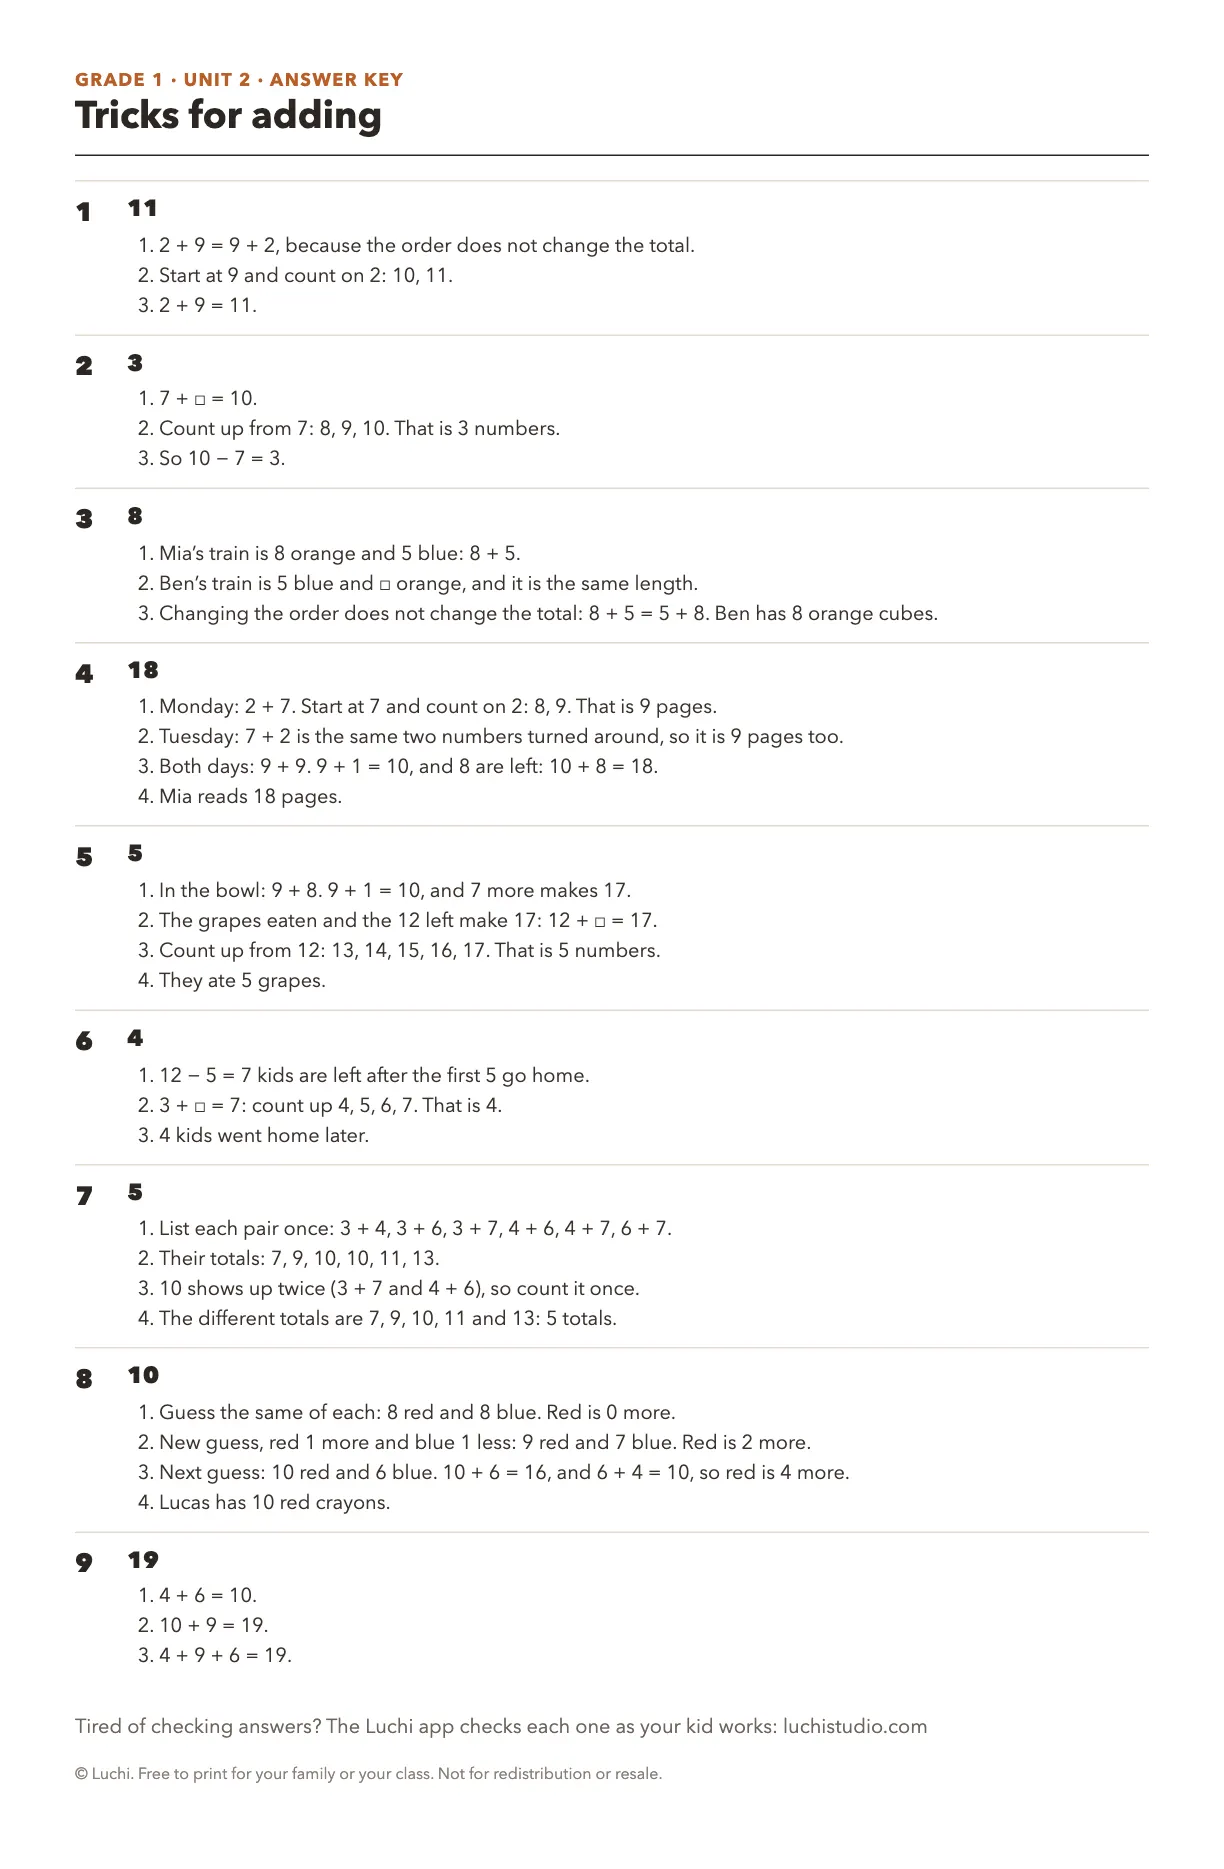 GRADE 1 · UNIT 2 · ANSWER KEY
Tricks for adding
1 11
1. 2 + 9 = 9 + 2, because the order does not change the total.
2. Start at 9 and count on 2: 10, 11.
3. 2 + 9 = 11.
2 3
1. 7 + □ = 10.
2. Count up from 7: 8, 9, 10. That is 3 numbers.
3. So 10 − 7 = 3.
3 8
1. Mia’s train is 8 orange and 5 blue: 8 + 5.
2. Ben’s train is 5 blue and □ orange, and it is the same length.
3. Changing the order does not change the total: 8 + 5 = 5 + 8. Ben has 8 orange cubes.
4 18
1. Monday: 2 + 7. Start at 7 and count on 2: 8, 9. That is 9 pages.
2. Tuesday: 7 + 2 is the same two numbers turned around, so it is 9 pages too.
3. Both days: 9 + 9. 9 + 1 = 10, and 8 are left: 10 + 8 = 18.
4. Mia reads 18 pages.
5 5
1. In the bowl: 9 + 8. 9 + 1 = 10, and 7 more makes 17.
2. The grapes eaten and the 12 left make 17: 12 + □ = 17.
3. Count up from 12: 13, 14, 15, 16, 17. That is 5 numbers.
4. They ate 5 grapes.
6 4
1. 12 − 5 = 7 kids are left after the first 5 go home.
2. 3 + □ = 7: count up 4, 5, 6, 7. That is 4.
3. 4 kids went home later.
7 5
1. List each pair once: 3 + 4, 3 + 6, 3 + 7, 4 + 6, 4 + 7, 6 + 7.
2. Their totals: 7, 9, 10, 10, 11, 13.
3. 10 shows up twice (3 + 7 and 4 + 6), so count it once.
4. The different totals are 7, 9, 10, 11 and 13: 5 totals.
8 10
1. Guess the same of each: 8 red and 8 blue. Red is 0 more.
2. New guess, red 1 more and blue 1 less: 9 red and 7 blue. Red is 2 more.
3. Next guess: 10 red and 6 blue. 10 + 6 = 16, and 6 + 4 = 10, so red is 4 more.
4. Lucas has 10 red crayons.
9 19
1. 4 + 6 = 10.
2. 10 + 9 = 19.
3. 4 + 9 + 6 = 19.
Tired of checking answers? The Luchi app checks each one as your kid works: luchistudio.com
© Luchi. Free to print for your family or your class. Not for redistribution or resale.